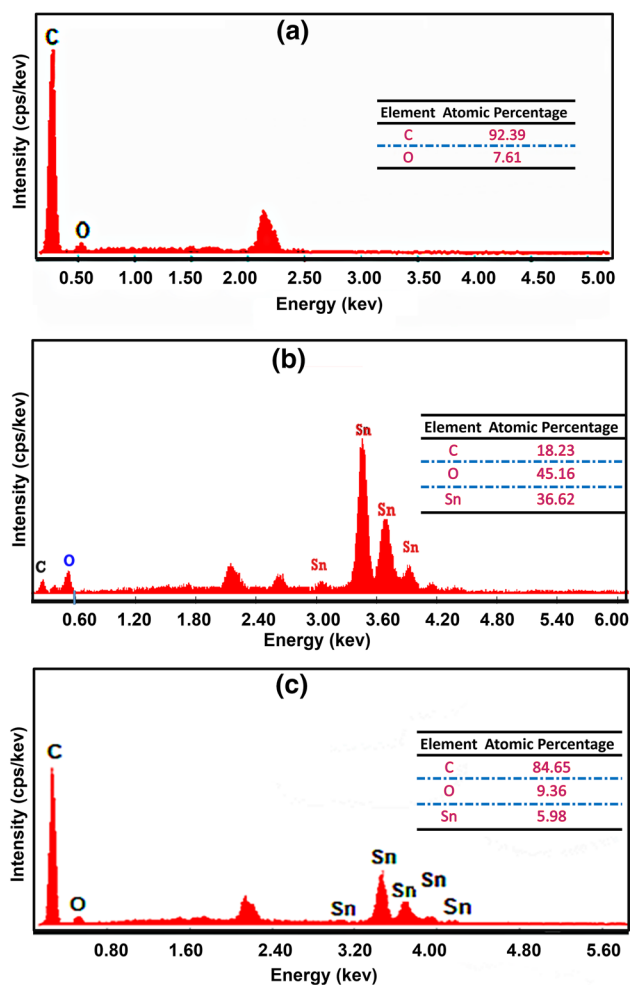 (a)
C
O
Intensity (cps/kev)
Element Atomic Percentage
C 92.39
O 7.61
0.50 1.00 1.50 2.00 2.50 3.00 3.50 4.00 4.50 5.00
Energy (kev)
(b)
Intensity (cps/kev)
Element Atomic Percentage
C 18.23
O 45.16
Sn 36.62
Sn
Sn
Sn
Sn
C
O
0.60 1.20 1.80 2.40 3.00 3.60 4.20 4.80 5.40 6.00
Energy (kev)
(c)
Intensity (cps/kev)
Element Atomic Percentage
C 84.65
O 9.36
Sn 5.98
C
O
Sn
Sn
Sn
Sn
Sn
0.80 1.60 2.40 3.20 4.00 4.80 5.60
Energy (kev)